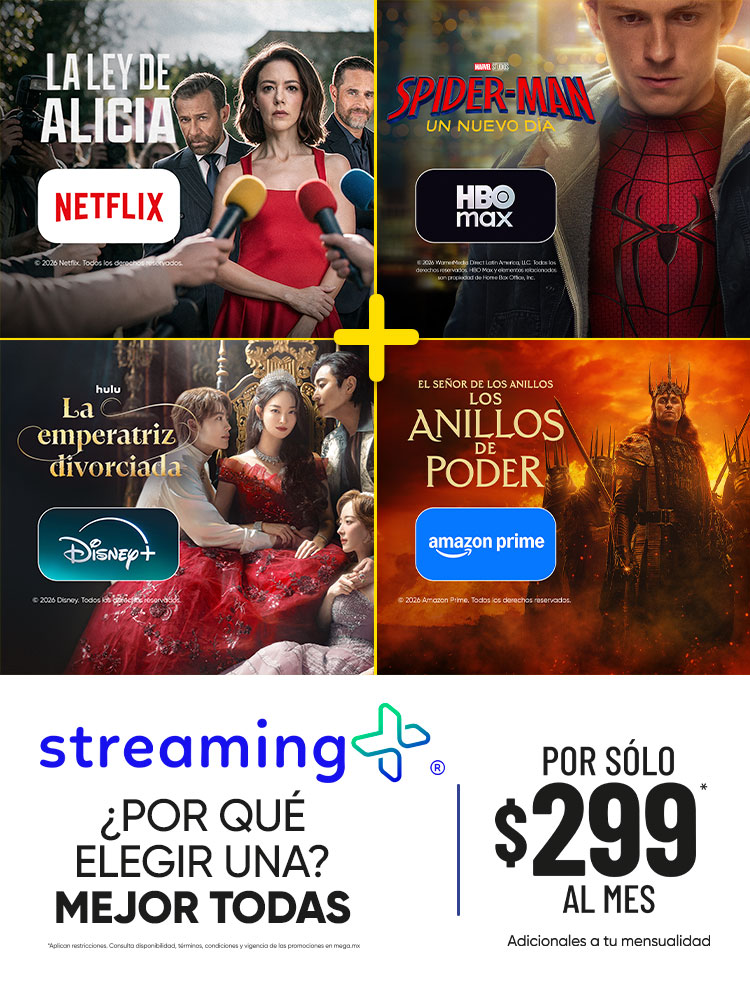 LA LEY DE
ALICIA
NETFLIX
© 2026 Netflix. Todos los derechos reservados.
MARVEL STUDIOS
SPIDER-MAN
UN NUEVO DÍA
HBO
max
© 2026 WarnerMedia Direct Latin America, LLC. Todos los
derechos reservados. HBO Max y elementos relacionados
son propiedad de Home Box Office, Inc.
hulu
La
emperatriz
divorciada
Disney+
© 2026 Disney. Todos los derechos reservados.
EL SEÑOR DE LOS ANILLOS
LOS
ANILLOS
DE
PODER
amazon prime
© 2026 Amazon Prime. Todos los derechos reservados.
streaming+ ®
¿POR QUÉ
ELEGIR UNA?
MEJOR TODAS
*Aplican restricciones. Consulta disponibilidad, términos, condiciones y vigencia de las promociones en mega.mx
POR SÓLO
$299*
AL MES
Adicionales a tu mensualidad